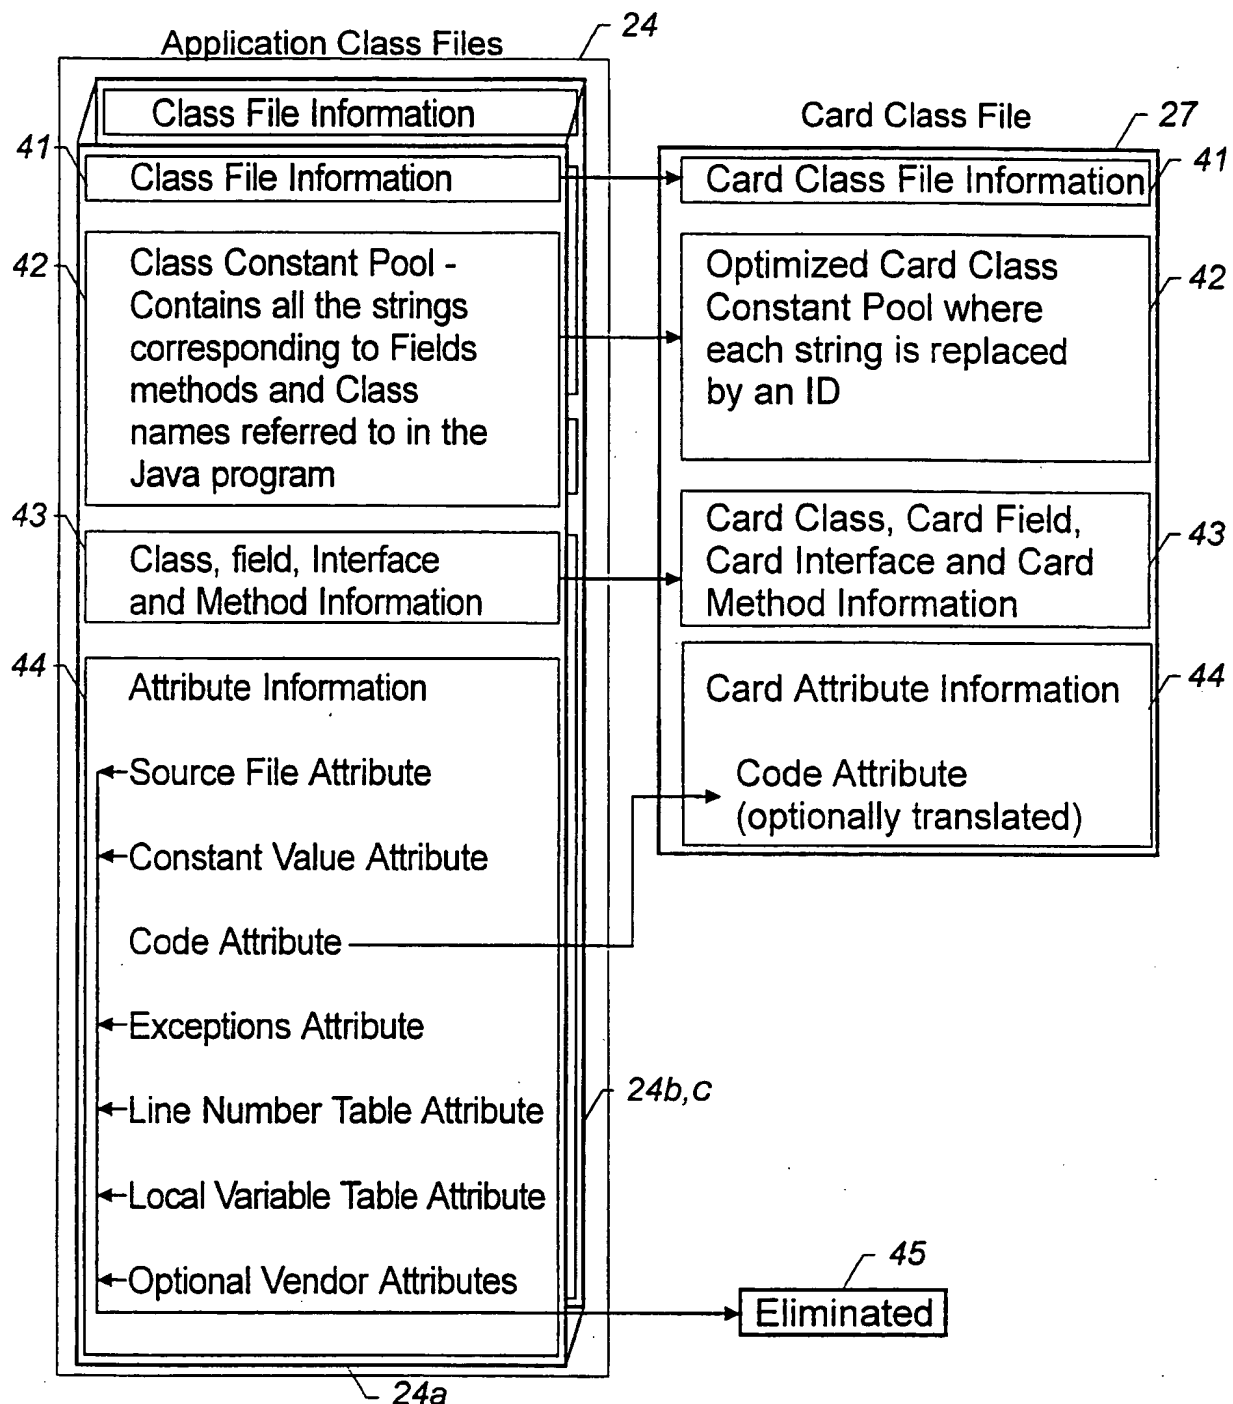 24
Application Class Files
Class File Information
41
Class File Information
42
Class Constant Pool -
Contains all the strings
corresponding to Fields
methods and Class
names referred to in the
Java program
43
Class, field, Interface
and Method Information
44
Attribute Information
Source File Attribute
Constant Value Attribute
Code Attribute
Exceptions Attribute
Line Number Table Attribute
Local Variable Table Attribute
Optional Vendor Attributes
24b,c
24a
Card Class File
27
Card Class File Information
41
Optimized Card Class
Constant Pool where
each string is replaced
by an ID
42
Card Class, Card Field,
Card Interface and Card
Method Information
43
Card Attribute Information
44
Code Attribute
(optionally translated)
45
Eliminated